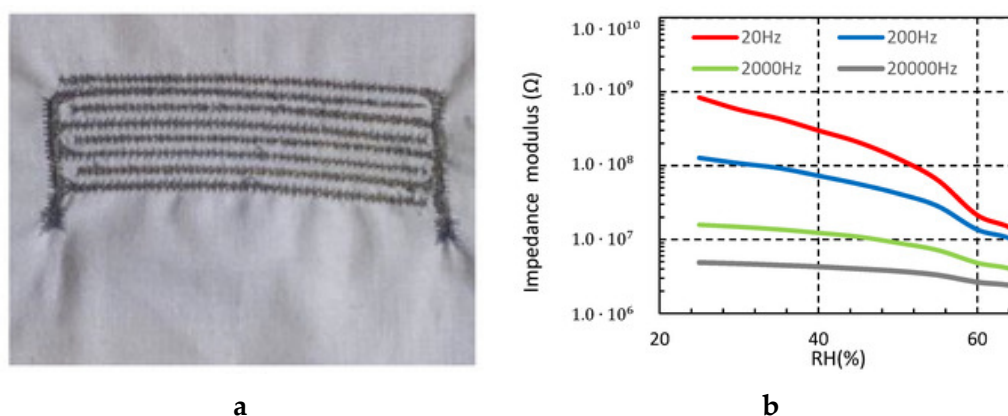 1.0 · 10¹⁰
1.0 · 10⁹
1.0 · 10⁸
1.0 · 10⁷
1.0 · 10⁶
Impedance modulus (Ω)
20Hz 200Hz
2000Hz 20000Hz
20 40 60
RH(%)
a b